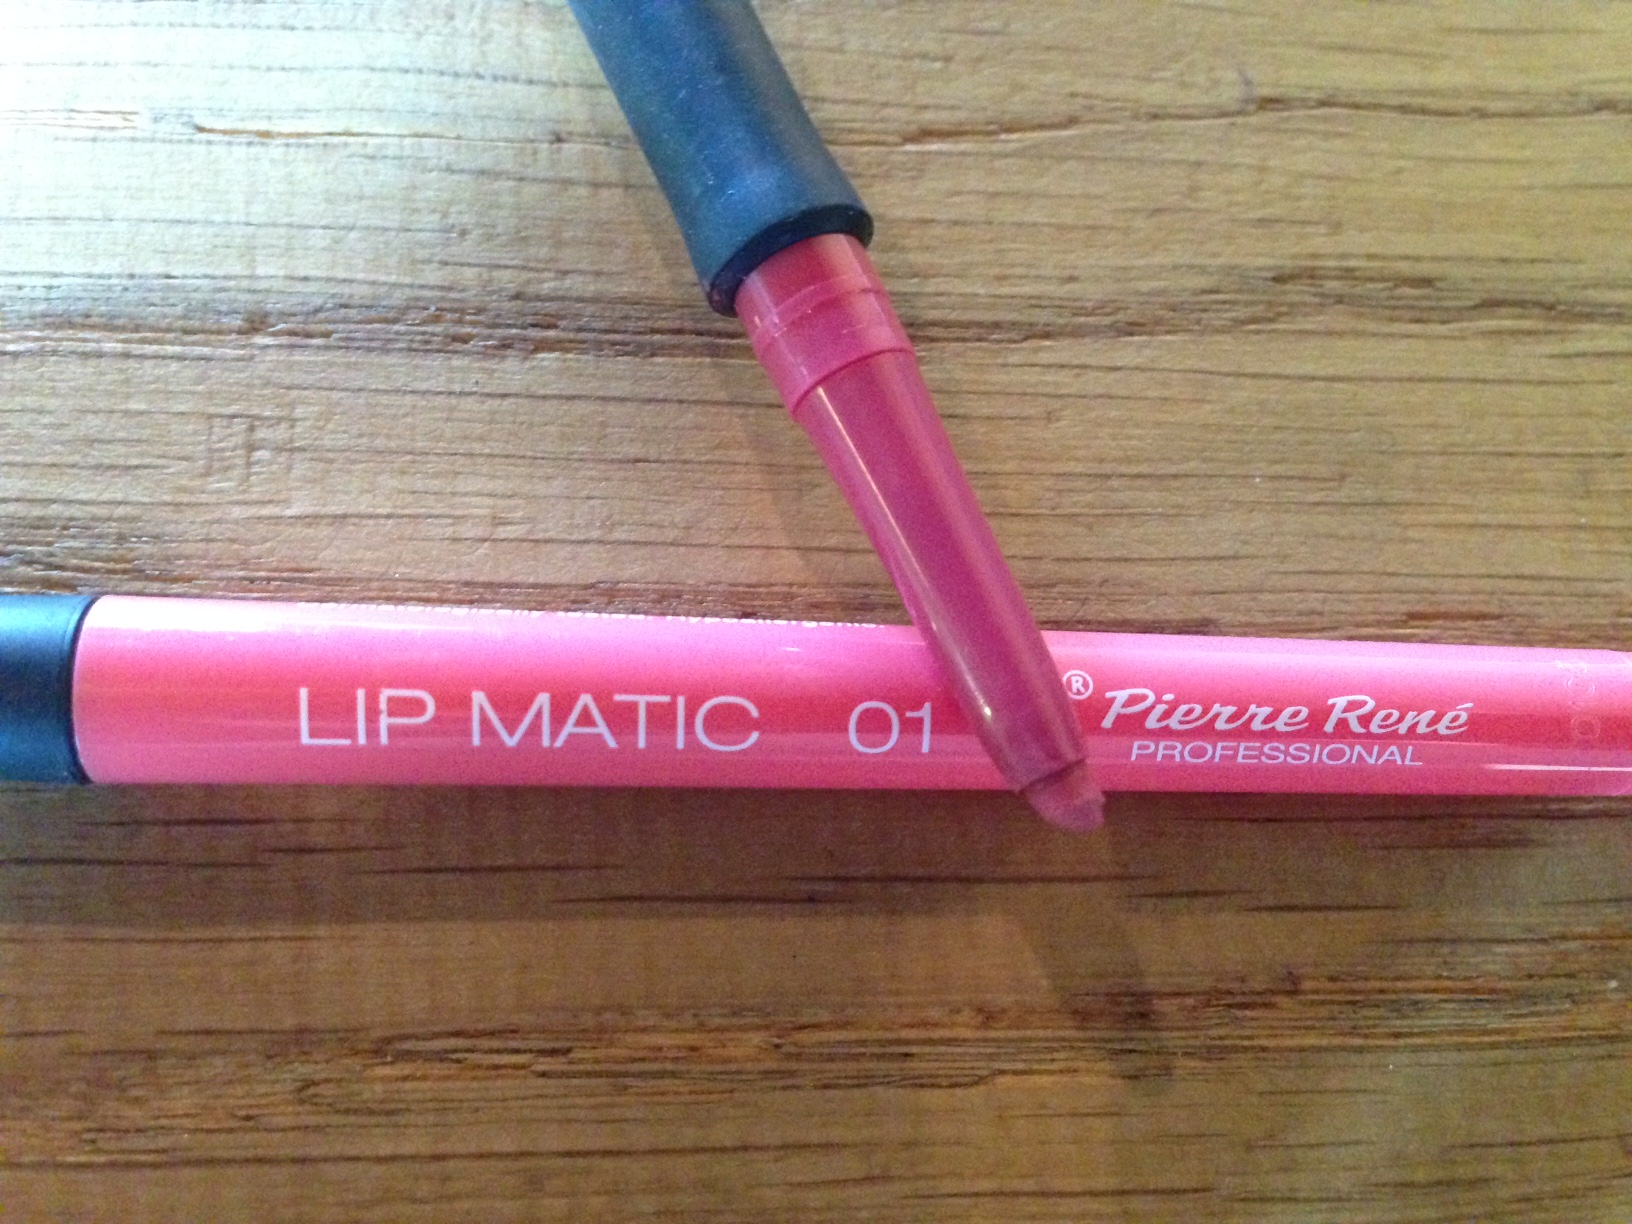 LIP MATIC 01 ® Pierre René
PROFESSIONAL